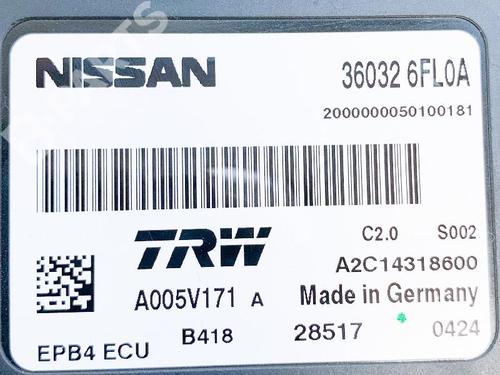 NISSAN 36032 6FL0A
2000000050100181
TRW C2.0 S002
A2C14318600
A005V171 A Made in Germany
EPB4 ECU B418 28517 0424